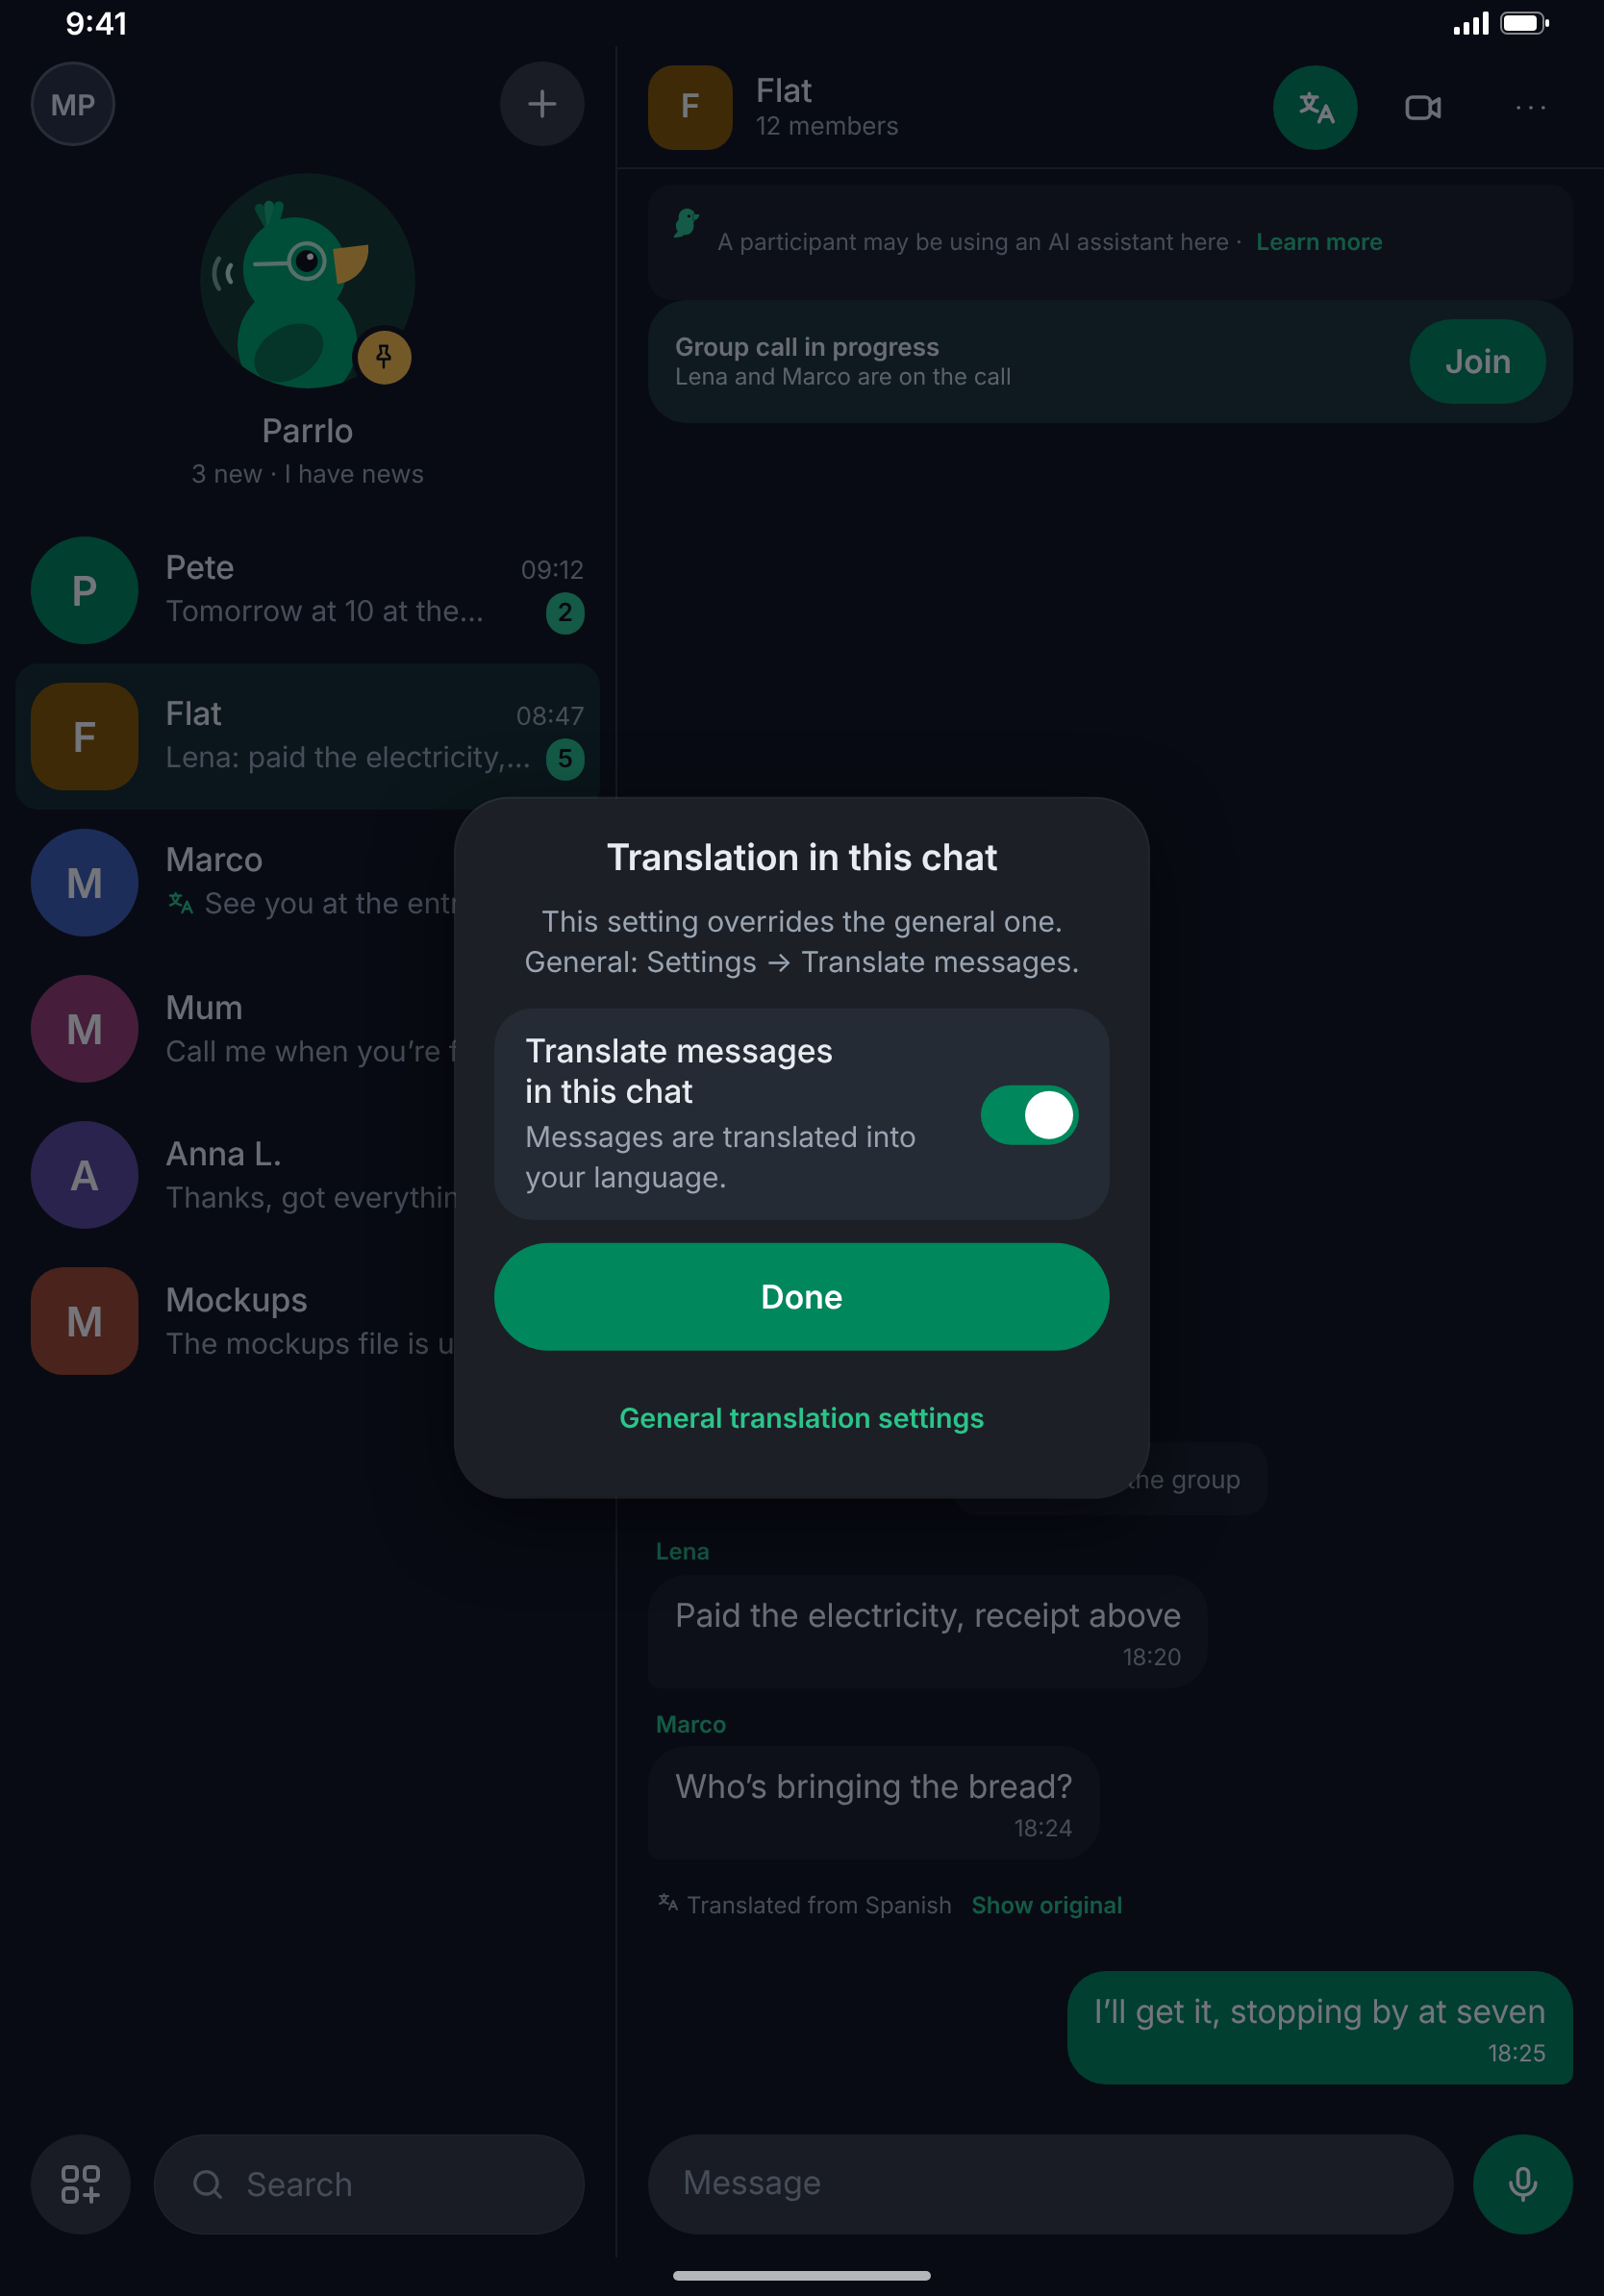 9:41
MP
Parrlo
3 new · I have news
P
Pete
09:12
Tomorrow at 10 at the...
2
F
Flat
08:47
Lena: paid the electricity,...
5
M
Marco
See you at the
M
Mum
Call me when you're
A
Anna L.
Thanks, got
M
Mockups
The mockups file is
Search
F
Flat
12 members
A participant may be using an AI assistant here · Learn more
Group call in progress
Lena and Marco are on the call
Join
Translation in this chat
This setting overrides the general one.
General: Settings → Translate messages.
Translate messages
in this chat
Messages are translated into
your language.
Done
General translation settings
the group
Lena
Paid the electricity, receipt above
18:20
Marco
Who's bringing the bread?
18:24
Translated from Spanish Show original
I'll get it, stopping by at seven
18:25
Message